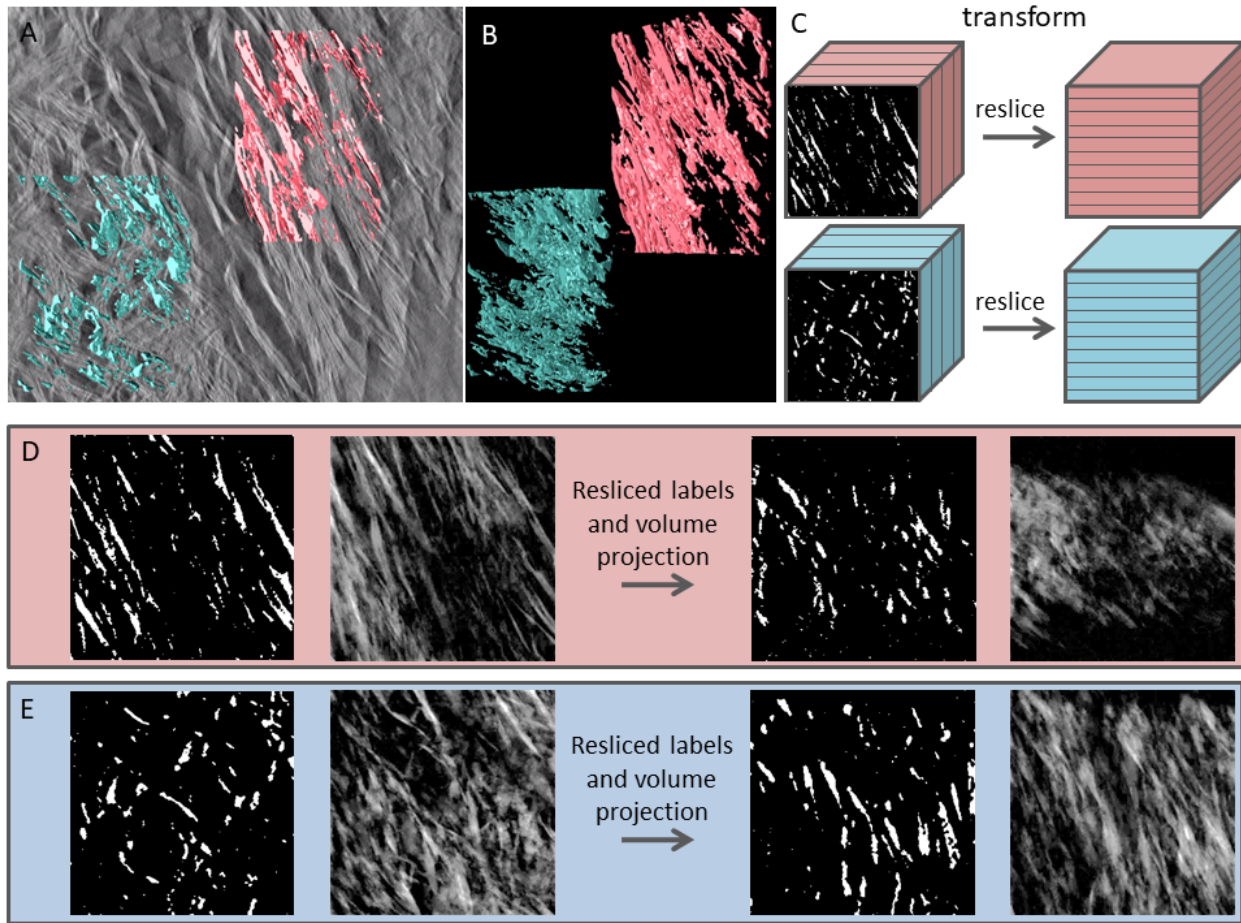 A
B
C
transform
reslice
reslice
D
Resliced labels
and volume
projection
E
Resliced labels
and volume
projection